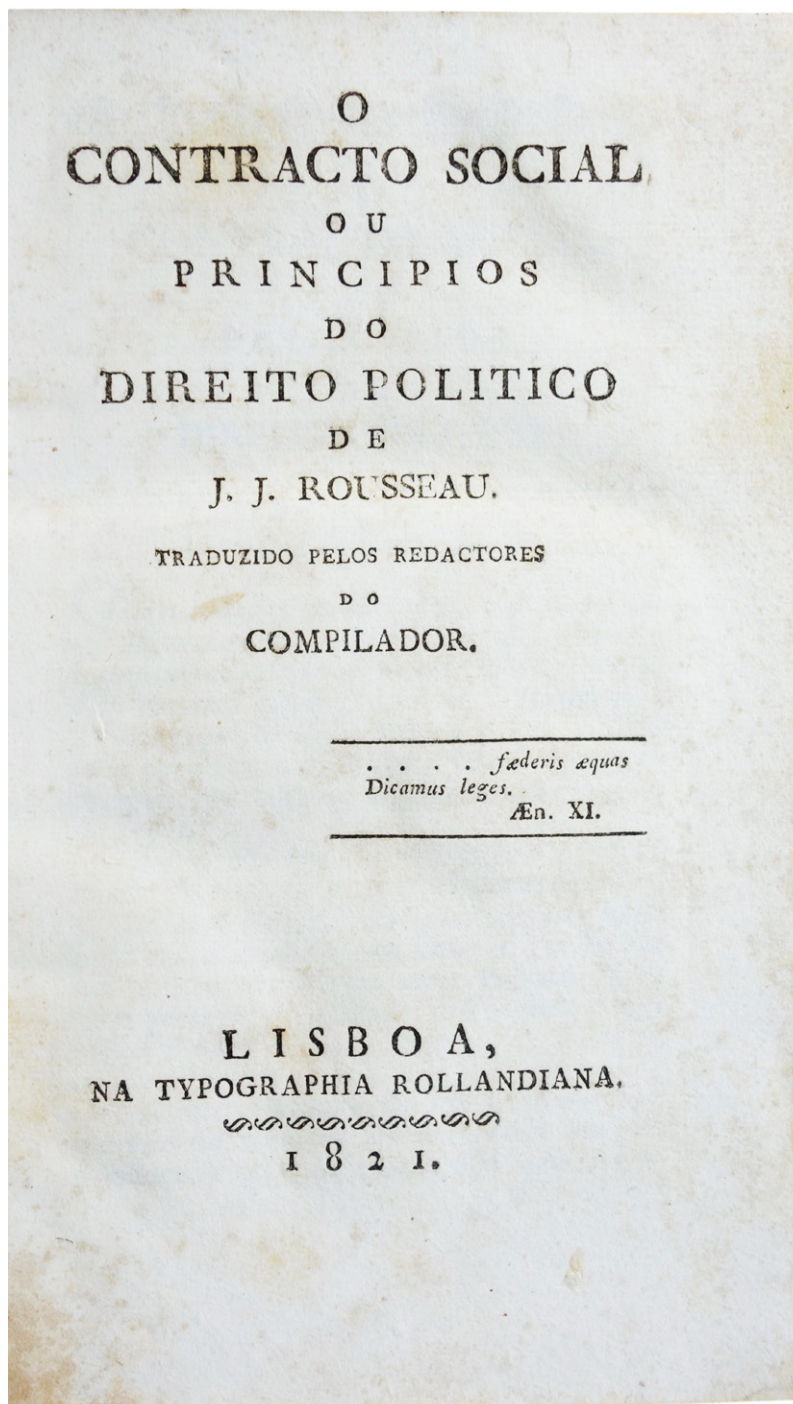 O
CONTRACTO SOCIAL
OU
PRINCIPIOS
DO
DIREITO POLITICO
DE
J. J. ROUSSEAU.
TRADUZIDO PELOS REDACTORES
DO
COMPILADOR.
. . . . fæderis æquas
Dicamus leges.
Æn. XI.
LISBOA,
NA TYPOGRAPHIA ROLLANDIANA.
1821.